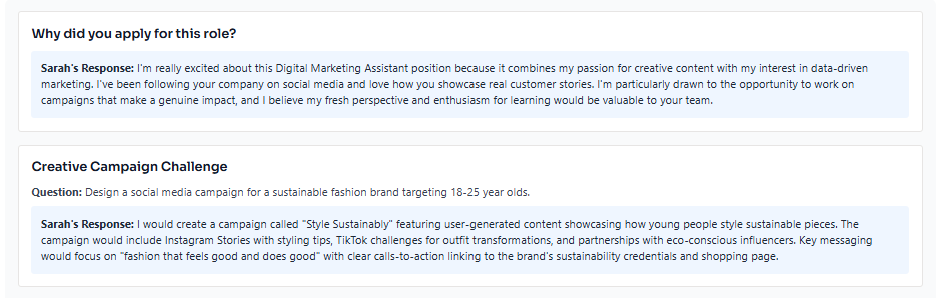 Why did you apply for this role?
Sarah's Response: I'm really excited about this Digital Marketing Assistant position because it combines my passion for creative content with my interest in data-driven
marketing. I've been following your company on social media and love how you showcase real customer stories. I'm particularly drawn to the opportunity to work on
campaigns that make a genuine impact, and I believe my fresh perspective and enthusiasm for learning would be valuable to your team.
Creative Campaign Challenge
Question: Design a social media campaign for a sustainable fashion brand targeting 18-25 year olds.
Sarah's Response: I would create a campaign called "Style Sustainably" featuring user-generated content showcasing how young people style sustainable pieces. The
campaign would include Instagram Stories with styling tips, TikTok challenges for outfit transformations, and partnerships with eco-conscious influencers. Key messaging
would focus on "fashion that feels good and does good" with clear calls-to-action linking to the brand's sustainability credentials and shopping page.